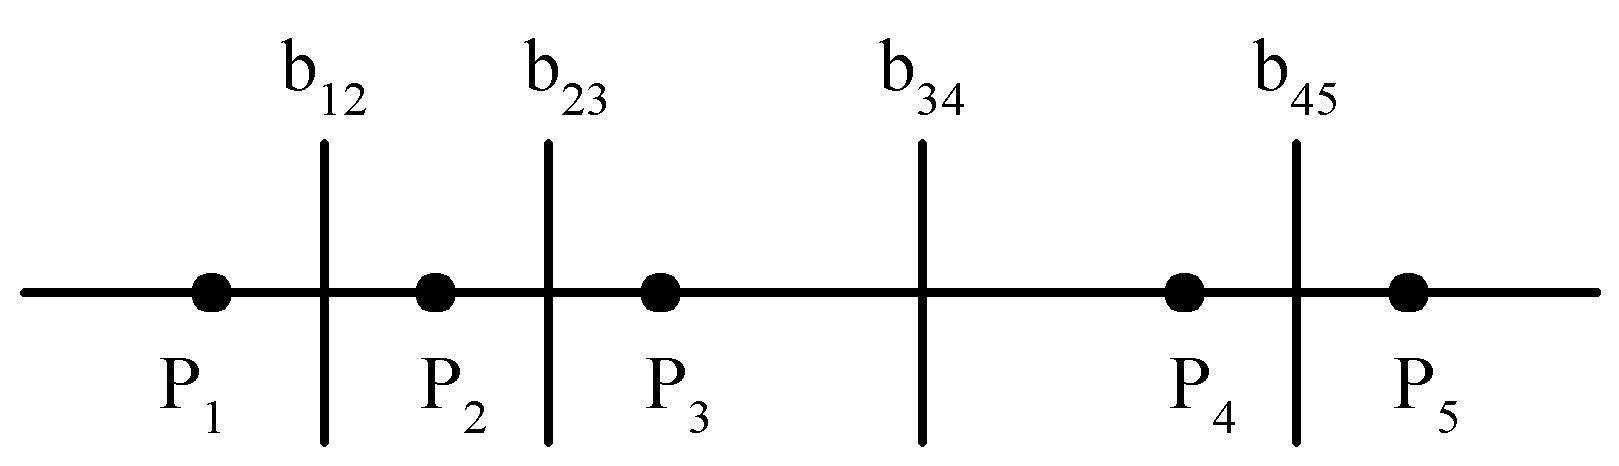 b₁₂ b₂₃ b₃₄ b₄₅
P₁ P₂ P₃ P₄ P₅